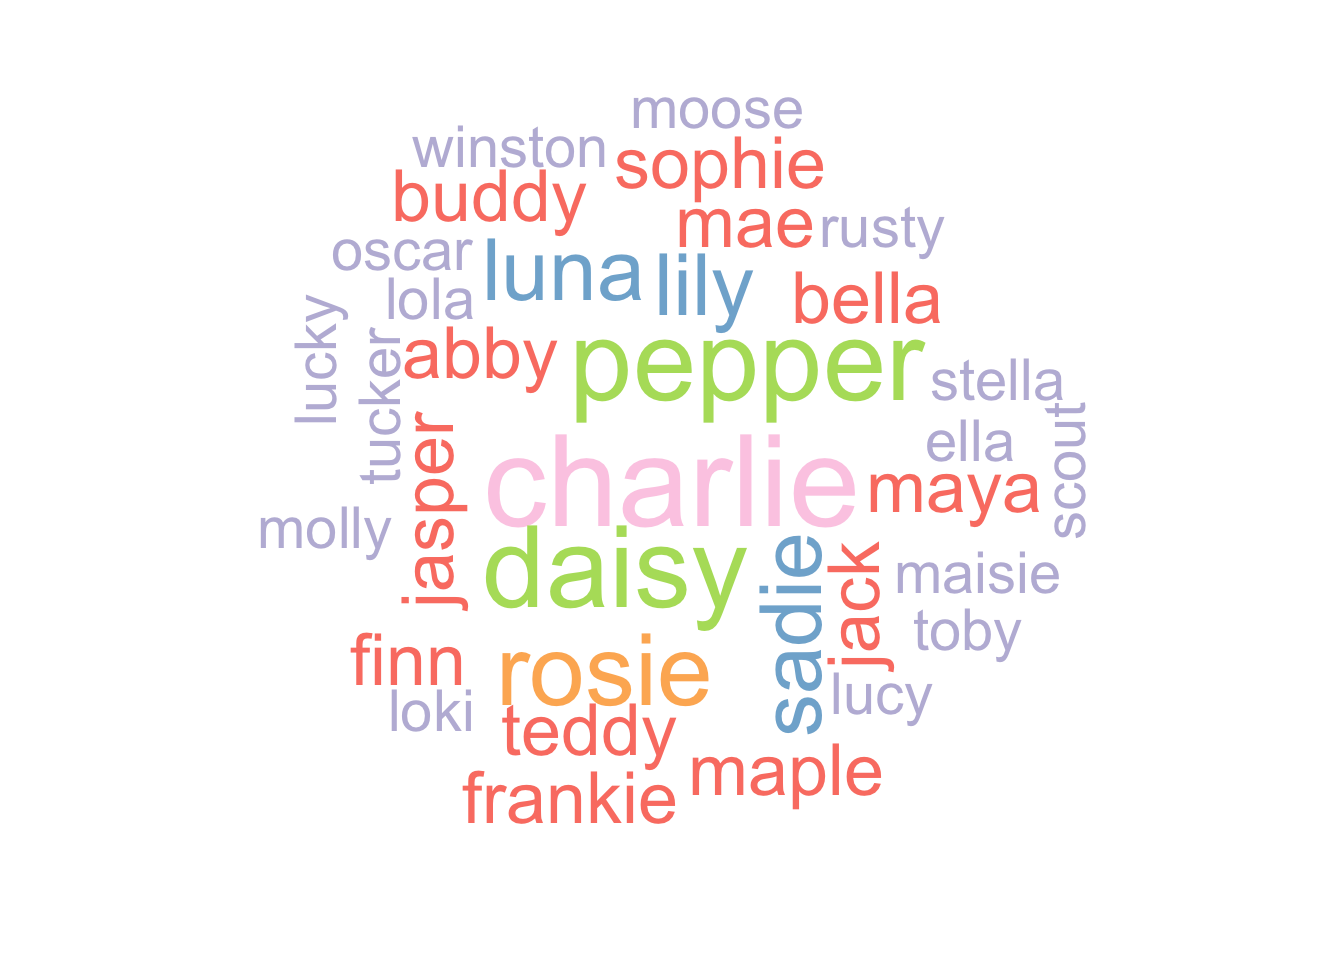 moose
winston
sophie
buddy
mae
rusty
oscar
luna
lily
lola
bella
lucky
tucker
abby
pepper
stella
scout
ella
jasper
charlie
maya
molly
daisy
sadie
jack
maisie
toby
finn
rosie
lucy
loki
teddy
maple
frankie